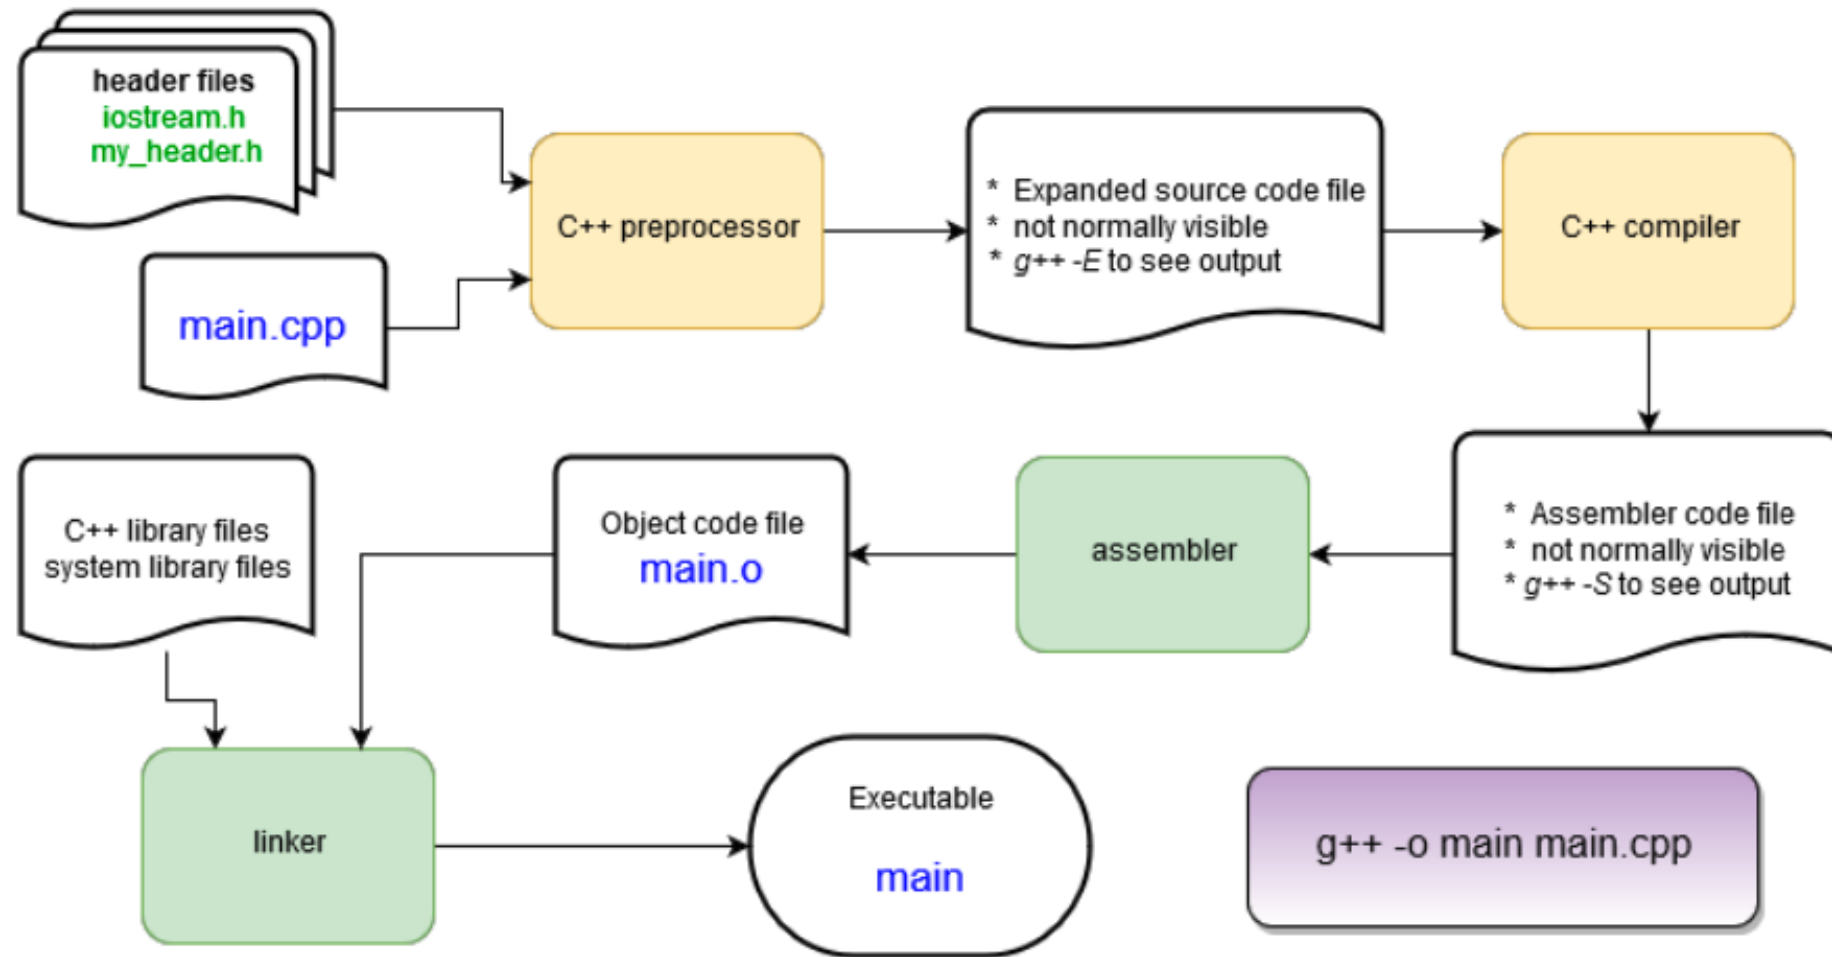 header files
iostream.h
my_header.h
main.cpp
C++ preprocessor
* Expanded source code file
* not normally visible
* g++ -E to see output
C++ compiler
* Assembler code file
* not normally visible
* g++ -S to see output
assembler
Object code file
main.o
C++ library files
system library files
linker
Executable
main
g++ -o main main.cpp